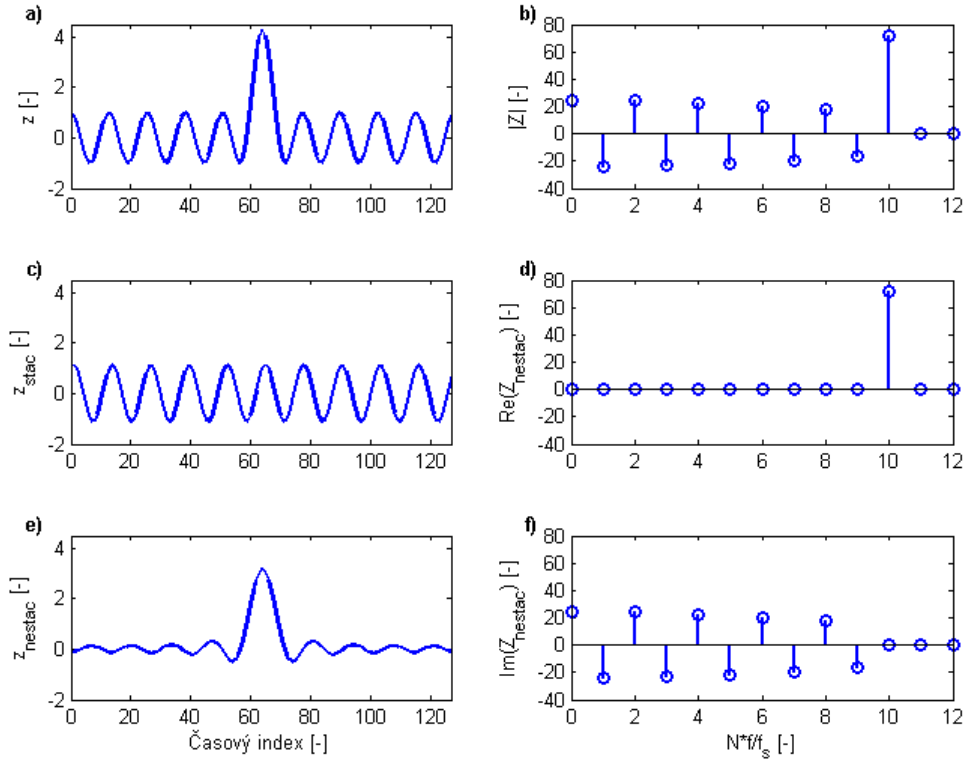 a)
z [-]
4
2
0
-2
0 20 40 60 80 100 120
b)
|Z| [-]
80
60
40
20
0
-20
-40
0 2 4 6 8 10 12
c)
z_stac [-]
4
2
0
-2
0 20 40 60 80 100 120
d)
Re(Z_nestac) [-]
80
60
40
20
0
-20
-40
0 2 4 6 8 10 12
e)
z_nestac [-]
4
2
0
-2
0 20 40 60 80 100 120
Časový index [-]
f)
Im(Z_nestac) [-]
80
60
40
20
0
-20
-40
0 2 4 6 8 10 12
N*f/f_s [-]